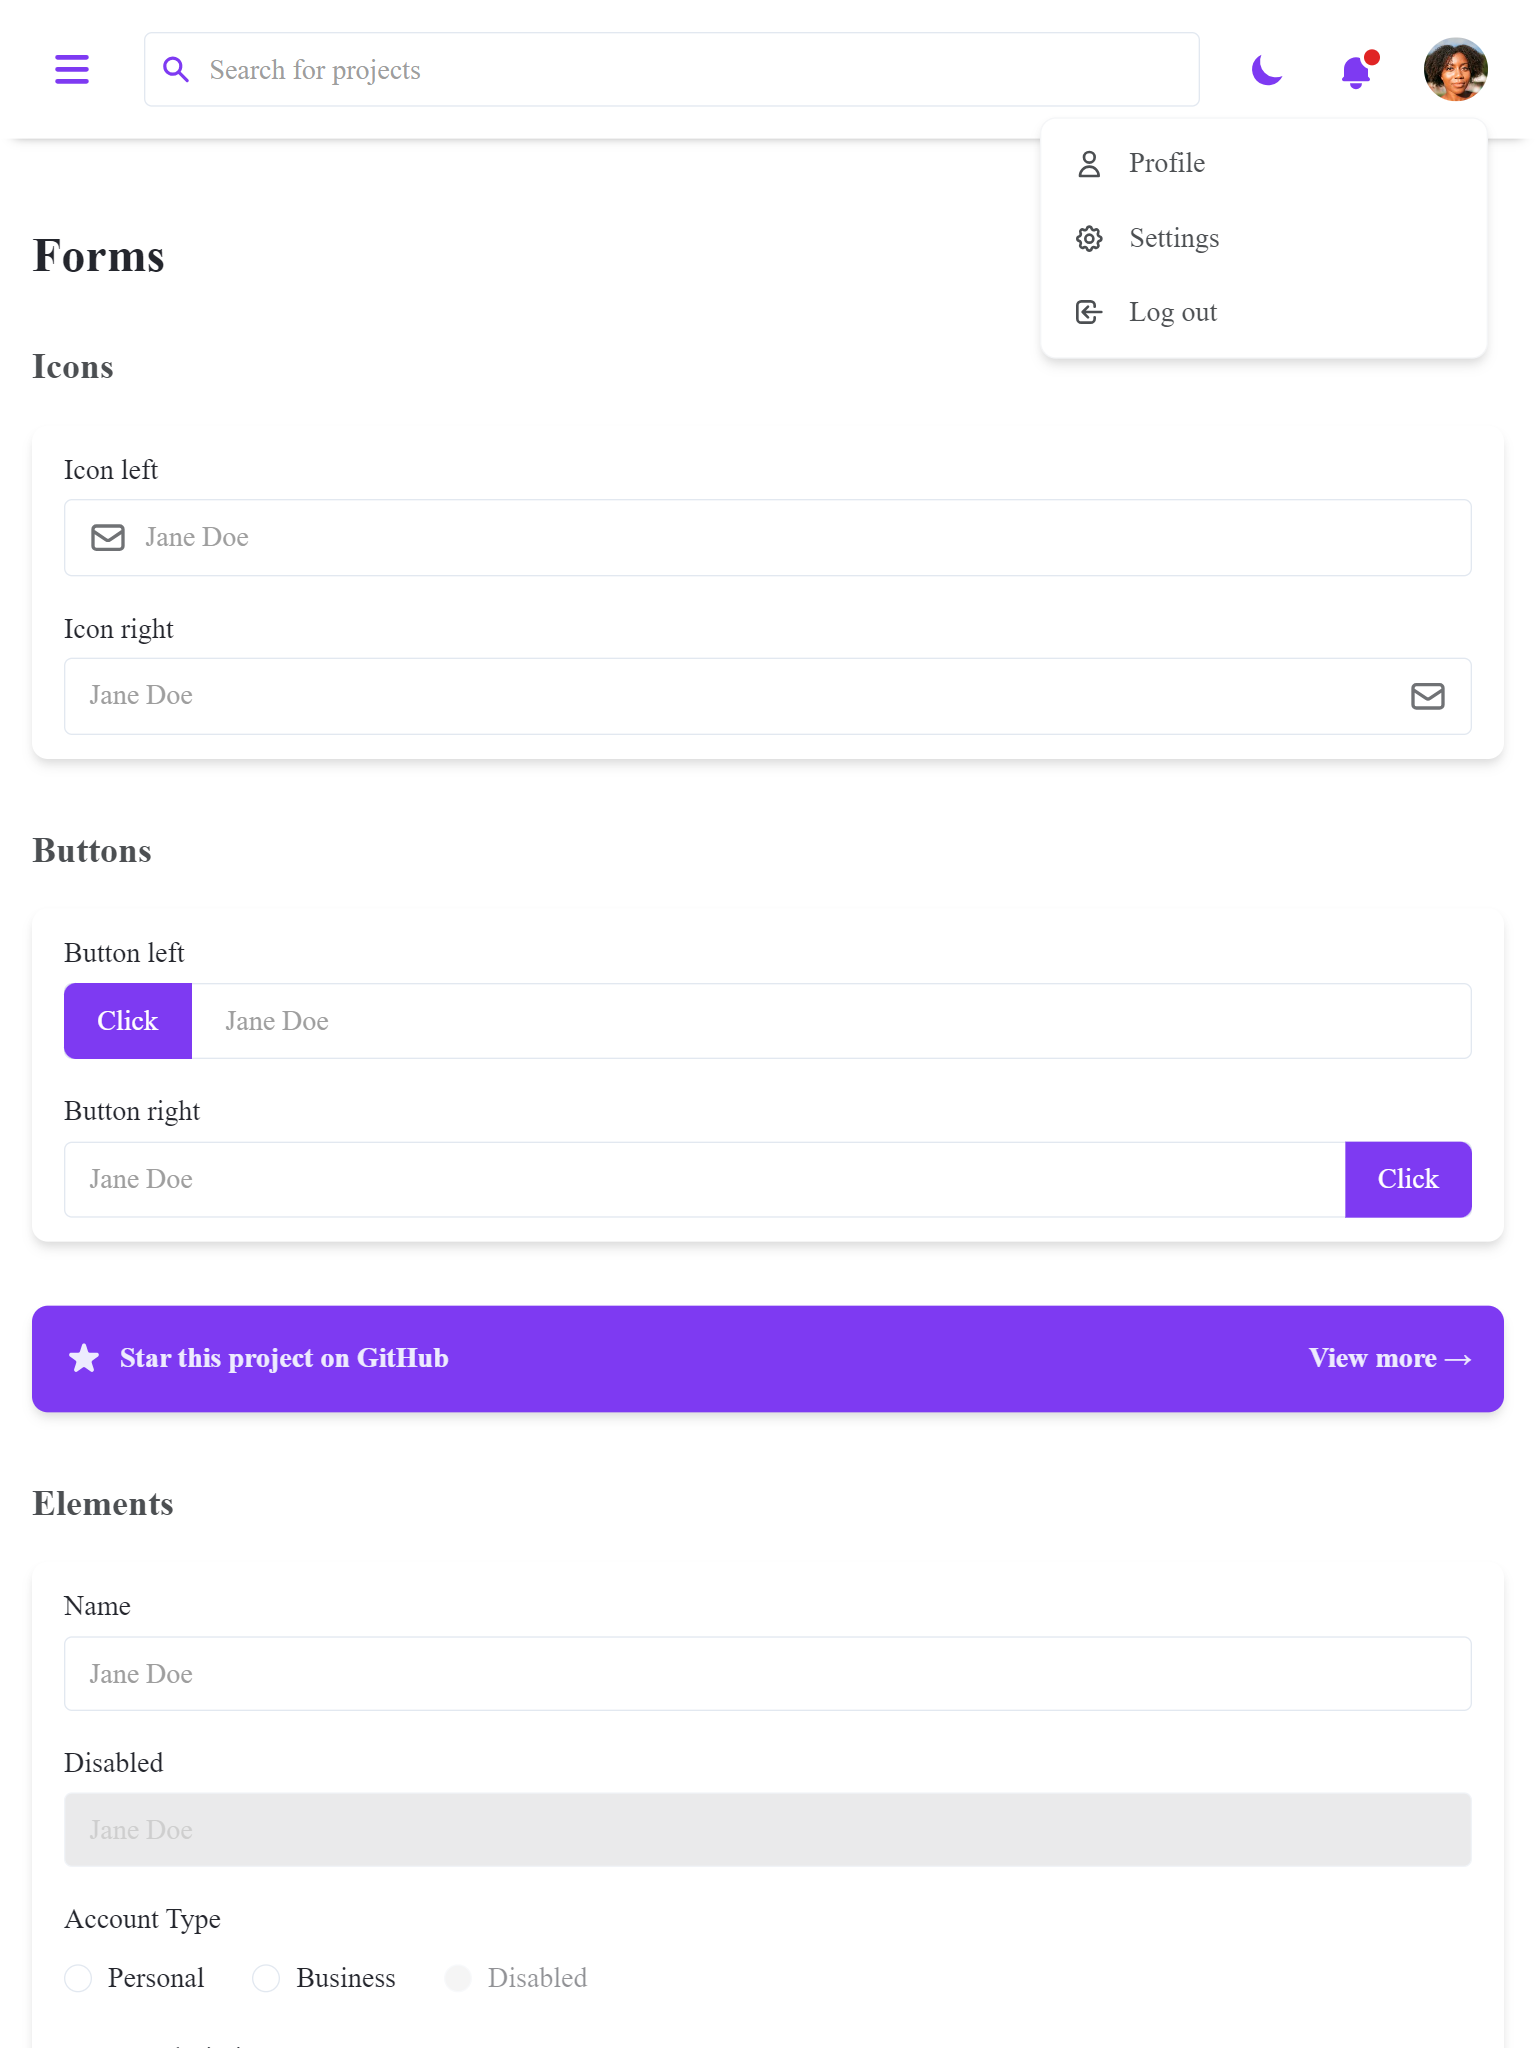 Search for projects
Profile
Settings
Log out
Forms
Icons
Icon left
Jane Doe
Icon right
Jane Doe
Buttons
Button left
Click
Jane Doe
Button right
Jane Doe
Click
Star this project on GitHub
View more →
Elements
Name
Jane Doe
Disabled
Jane Doe
Account Type
Personal
Business
Disabled